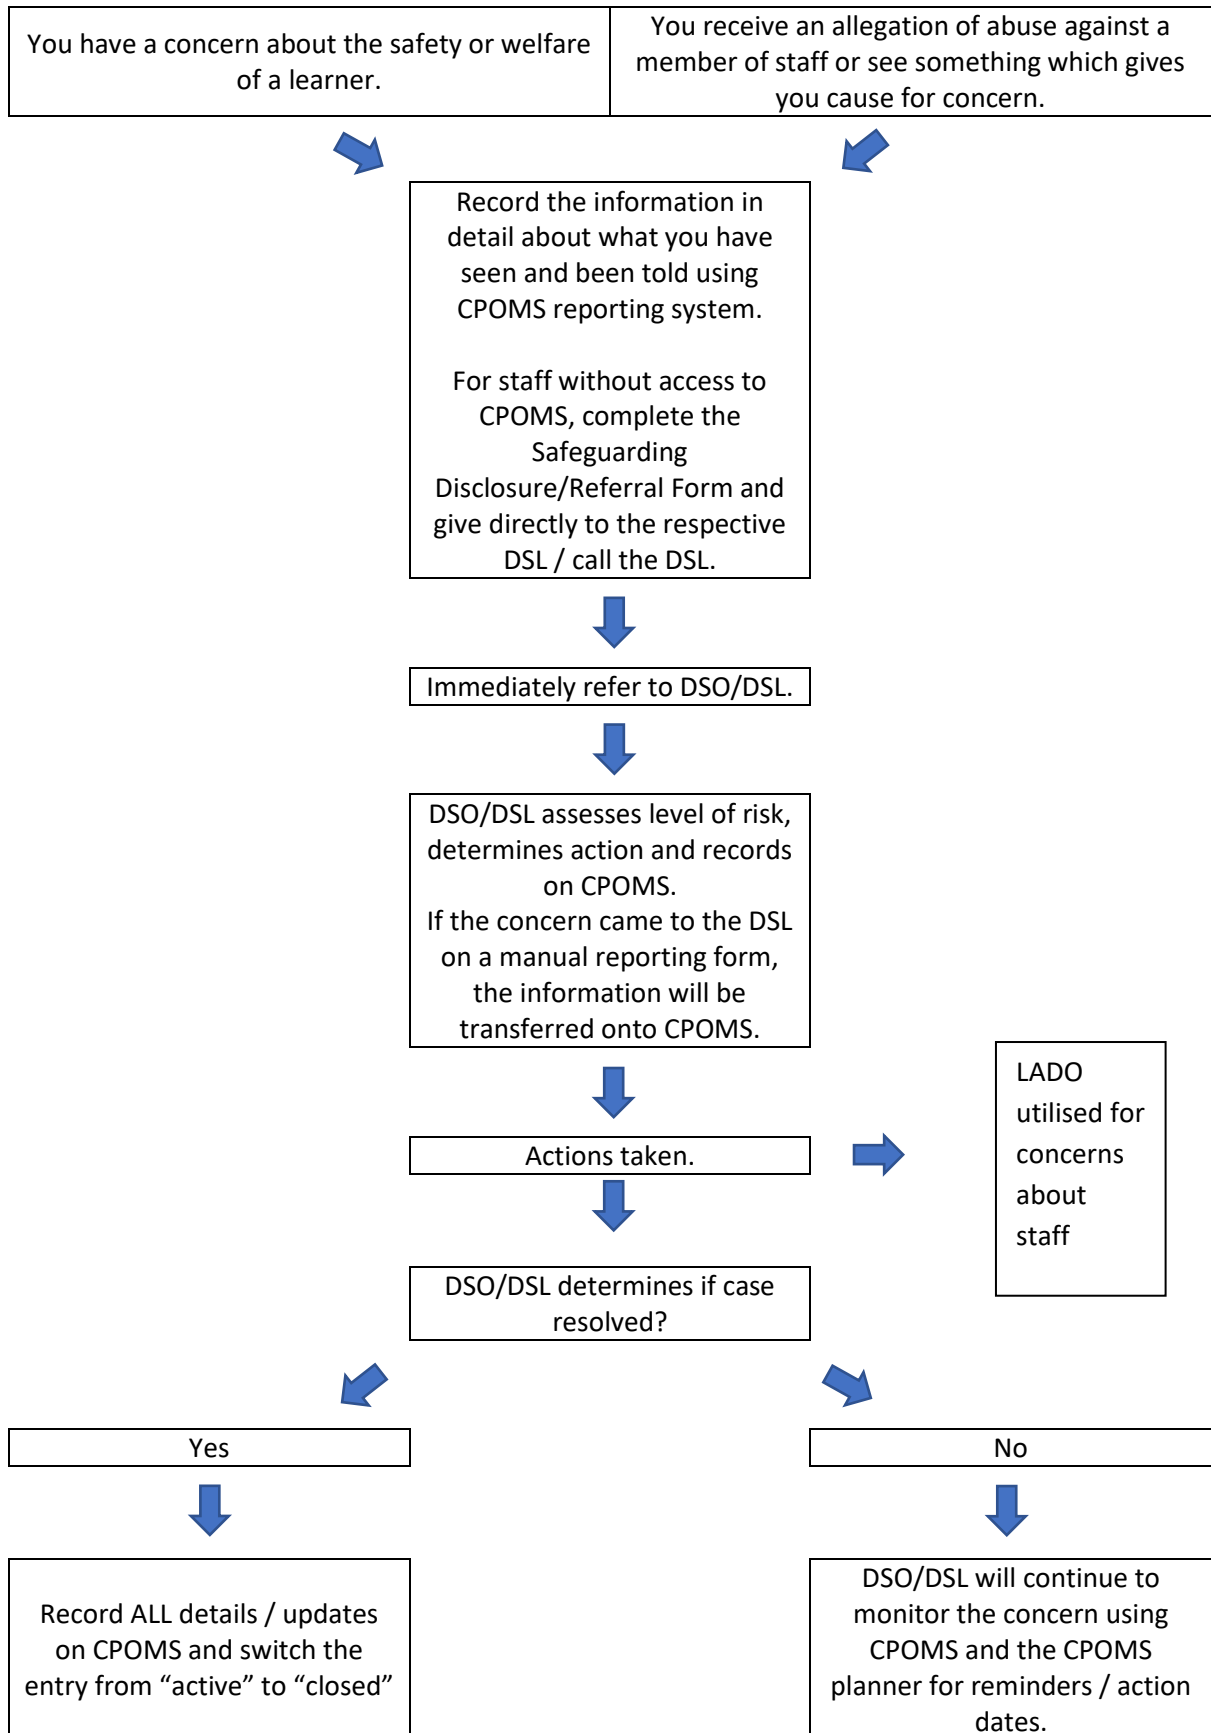 You have a concern about the safety or welfare
of a learner.
You receive an allegation of abuse against a
member of staff or see something which gives
you cause for concern.
Record the information in
detail about what you have
seen and been told using
CPOMS reporting system.
For staff without access to
CPOMS, complete the
Safeguarding
Disclosure/Referral Form and
give directly to the respective
DSL / call the DSL.
Immediately refer to DSO/DSL.
DSO/DSL assesses level of risk,
determines action and records
on CPOMS.
If the concern came to the DSL
on a manual reporting form,
the information will be
transferred onto CPOMS.
Actions taken.
LADO
utilised for
concerns
about
staff
DSO/DSL determines if case
resolved?
Yes
No
Record ALL details / updates
on CPOMS and switch the
entry from “active” to “closed”
DSO/DSL will continue to
monitor the concern using
CPOMS and the CPOMS
planner for reminders / action
dates.